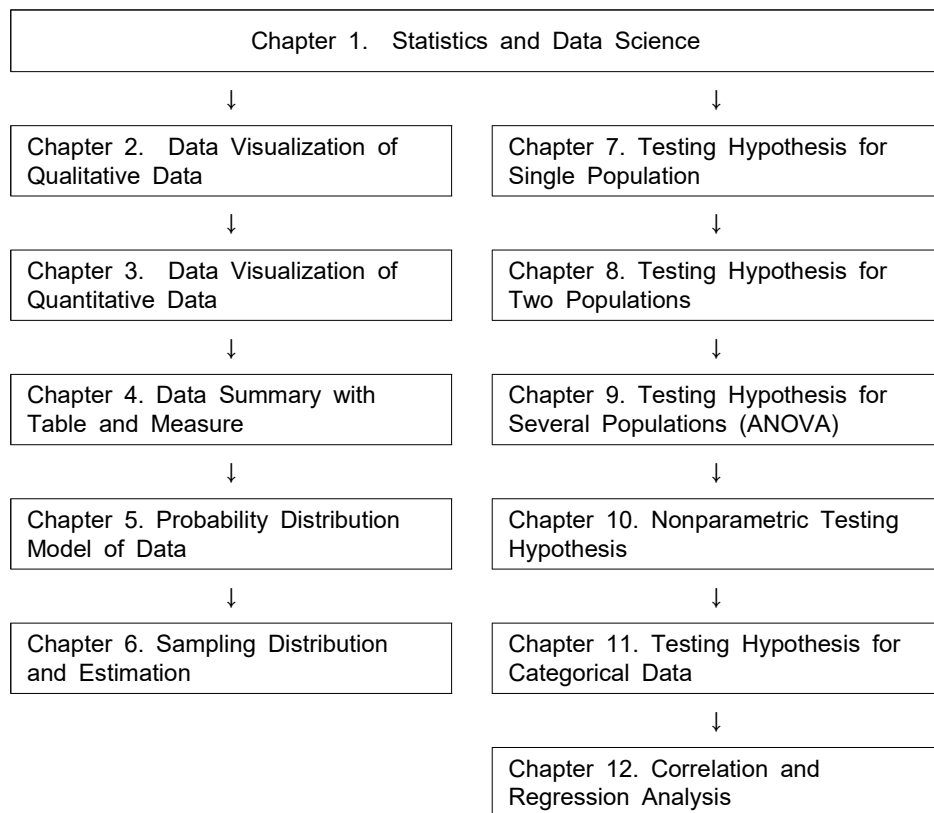 Chapter 1. Statistics and Data Science
↓
↓
Chapter 2. Data Visualization of
Qualitative Data
↓
Chapter 3. Data Visualization of
Quantitative Data
↓
Chapter 4. Data Summary with
Table and Measure
↓
Chapter 5. Probability Distribution
Model of Data
↓
Chapter 6. Sampling Distribution
and Estimation
Chapter 7. Testing Hypothesis for
Single Population
↓
Chapter 8. Testing Hypothesis for
Two Populations
↓
Chapter 9. Testing Hypothesis for
Several Populations (ANOVA)
↓
Chapter 10. Nonparametric Testing
Hypothesis
↓
Chapter 11. Testing Hypothesis for
Categorical Data
↓
Chapter 12. Correlation and
Regression Analysis